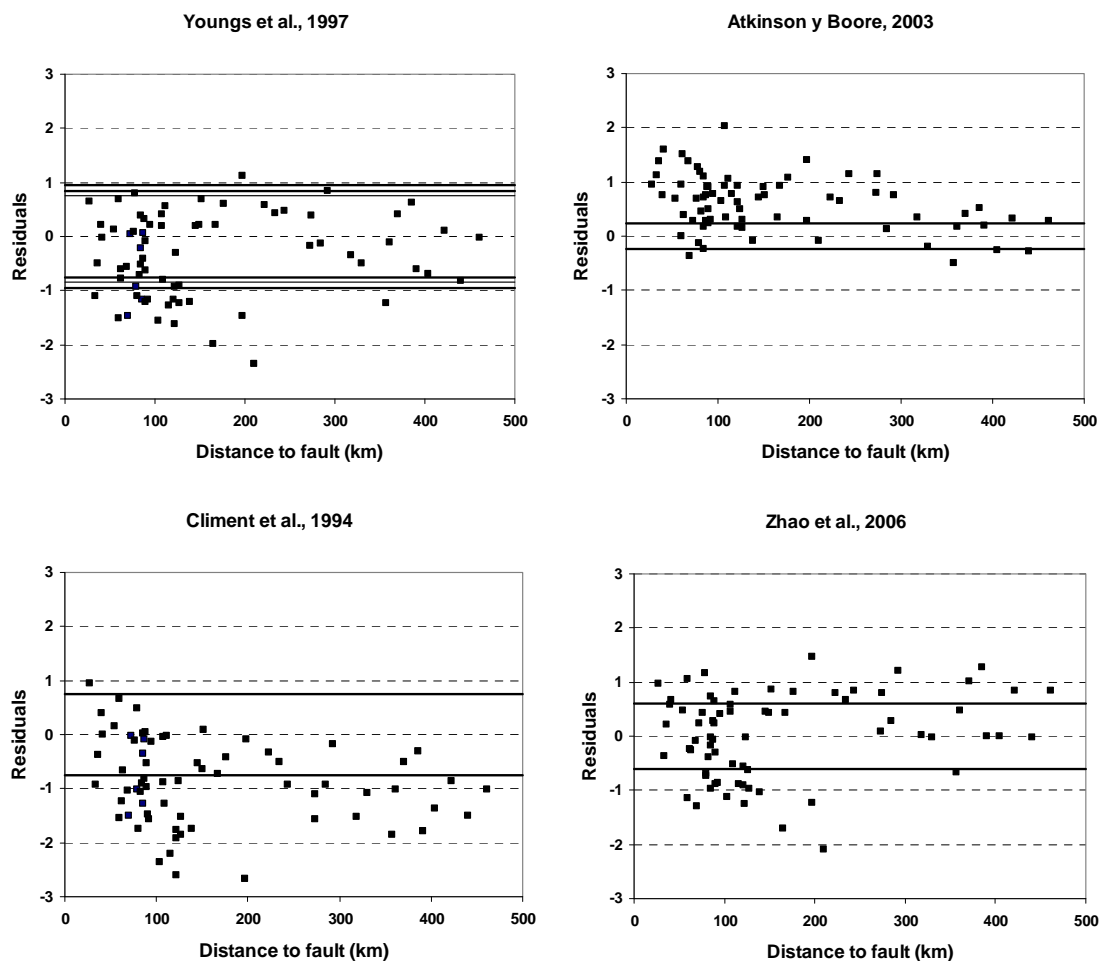 Youngs et al., 1997
3
2
1
0
-1
-2
-3
Residuals
0 100 200 300 400 500
Distance to fault (km)
Atkinson y Boore, 2003
3
2
1
0
-1
-2
-3
Residuals
0 100 200 300 400 500
Distance to fault (km)
Climent et al., 1994
3
2
1
0
-1
-2
-3
Residuals
0 100 200 300 400 500
Distance to fault (km)
Zhao et al., 2006
3
2
1
0
-1
-2
-3
Residuals
0 100 200 300 400 500
Distance to fault (km)